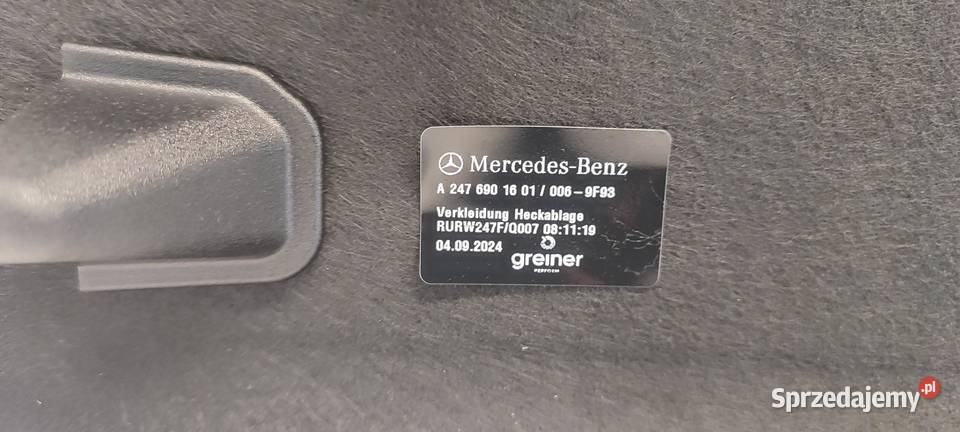 Mercedes-Benz
A 247 690 16 01 / 006-9F93
Verkleidung Heckablage
RURW247F/Q007 08:11:19
04.09.2024
greiner
PERFORM
Sprzedajemy.pl